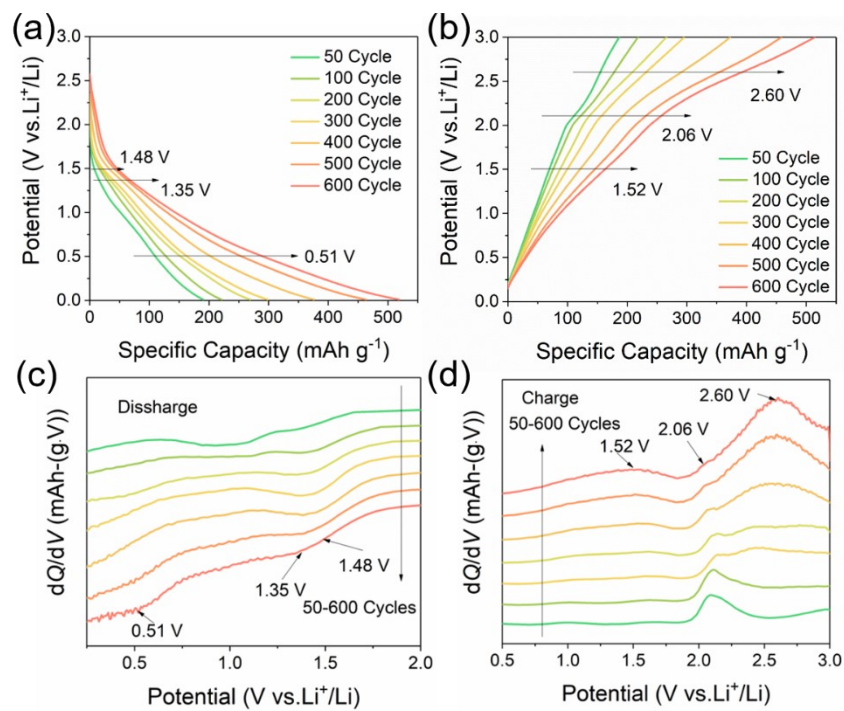 (a)
Potential (V vs.Li⁺/Li)
3.0
2.5
2.0
1.5
1.0
0.5
0.0
50 Cycle
100 Cycle
200 Cycle
300 Cycle
400 Cycle
500 Cycle
600 Cycle
1.48 V
1.35 V
0.51 V
0 100 200 300 400 500
Specific Capacity (mAh g⁻¹)
(b)
Potential (V vs.Li⁺/Li)
3.0
2.5
2.0
1.5
1.0
0.5
0.0
2.60 V
2.06 V
1.52 V
50 Cycle
100 Cycle
200 Cycle
300 Cycle
400 Cycle
500 Cycle
600 Cycle
0 100 200 300 400 500
Specific Capacity (mAh g⁻¹)
(c)
dQ/dV (mAh-(g·V))
Dissharge
1.48 V
1.35 V
50-600 Cycles
0.51 V
0.5 1.0 1.5 2.0
Potential (V vs.Li⁺/Li)
(d)
dQ/dV (mAh-(g·V))
Charge
50-600 Cycles
2.60 V
2.06 V
1.52 V
0.5 1.0 1.5 2.0 2.5 3.0
Potential (V vs.Li⁺/Li)